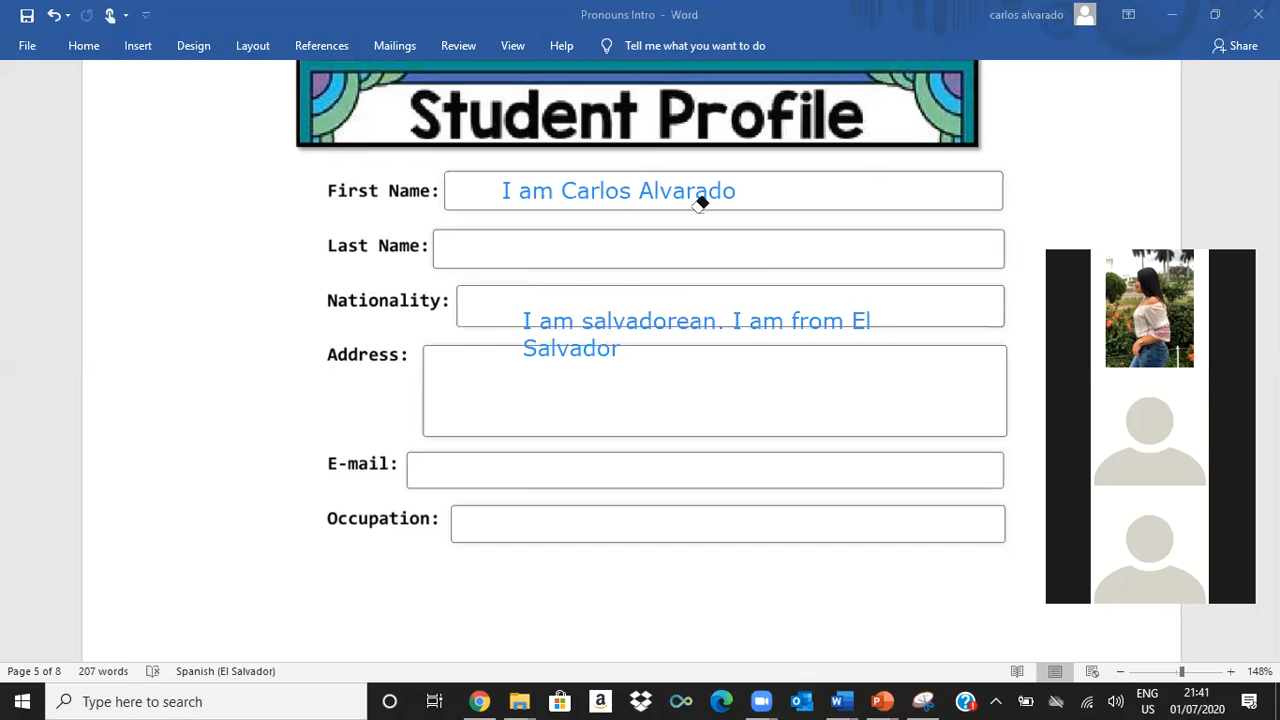 Pronouns Intro - Word
carlos alvarado
File Home Insert Design Layout References Mailings Review View Help Tell me what you want to do Share
Student Profile
First Name: I am Carlos Alvarado
Last Name:
Nationality:
I am salvadorean. I am from El
Salvador
Address:
E-mail:
Occupation:
Page 5 of 8 207 words Spanish (El Salvador) 148%
Type here to search
ENG 21:41
US 01/07/2020